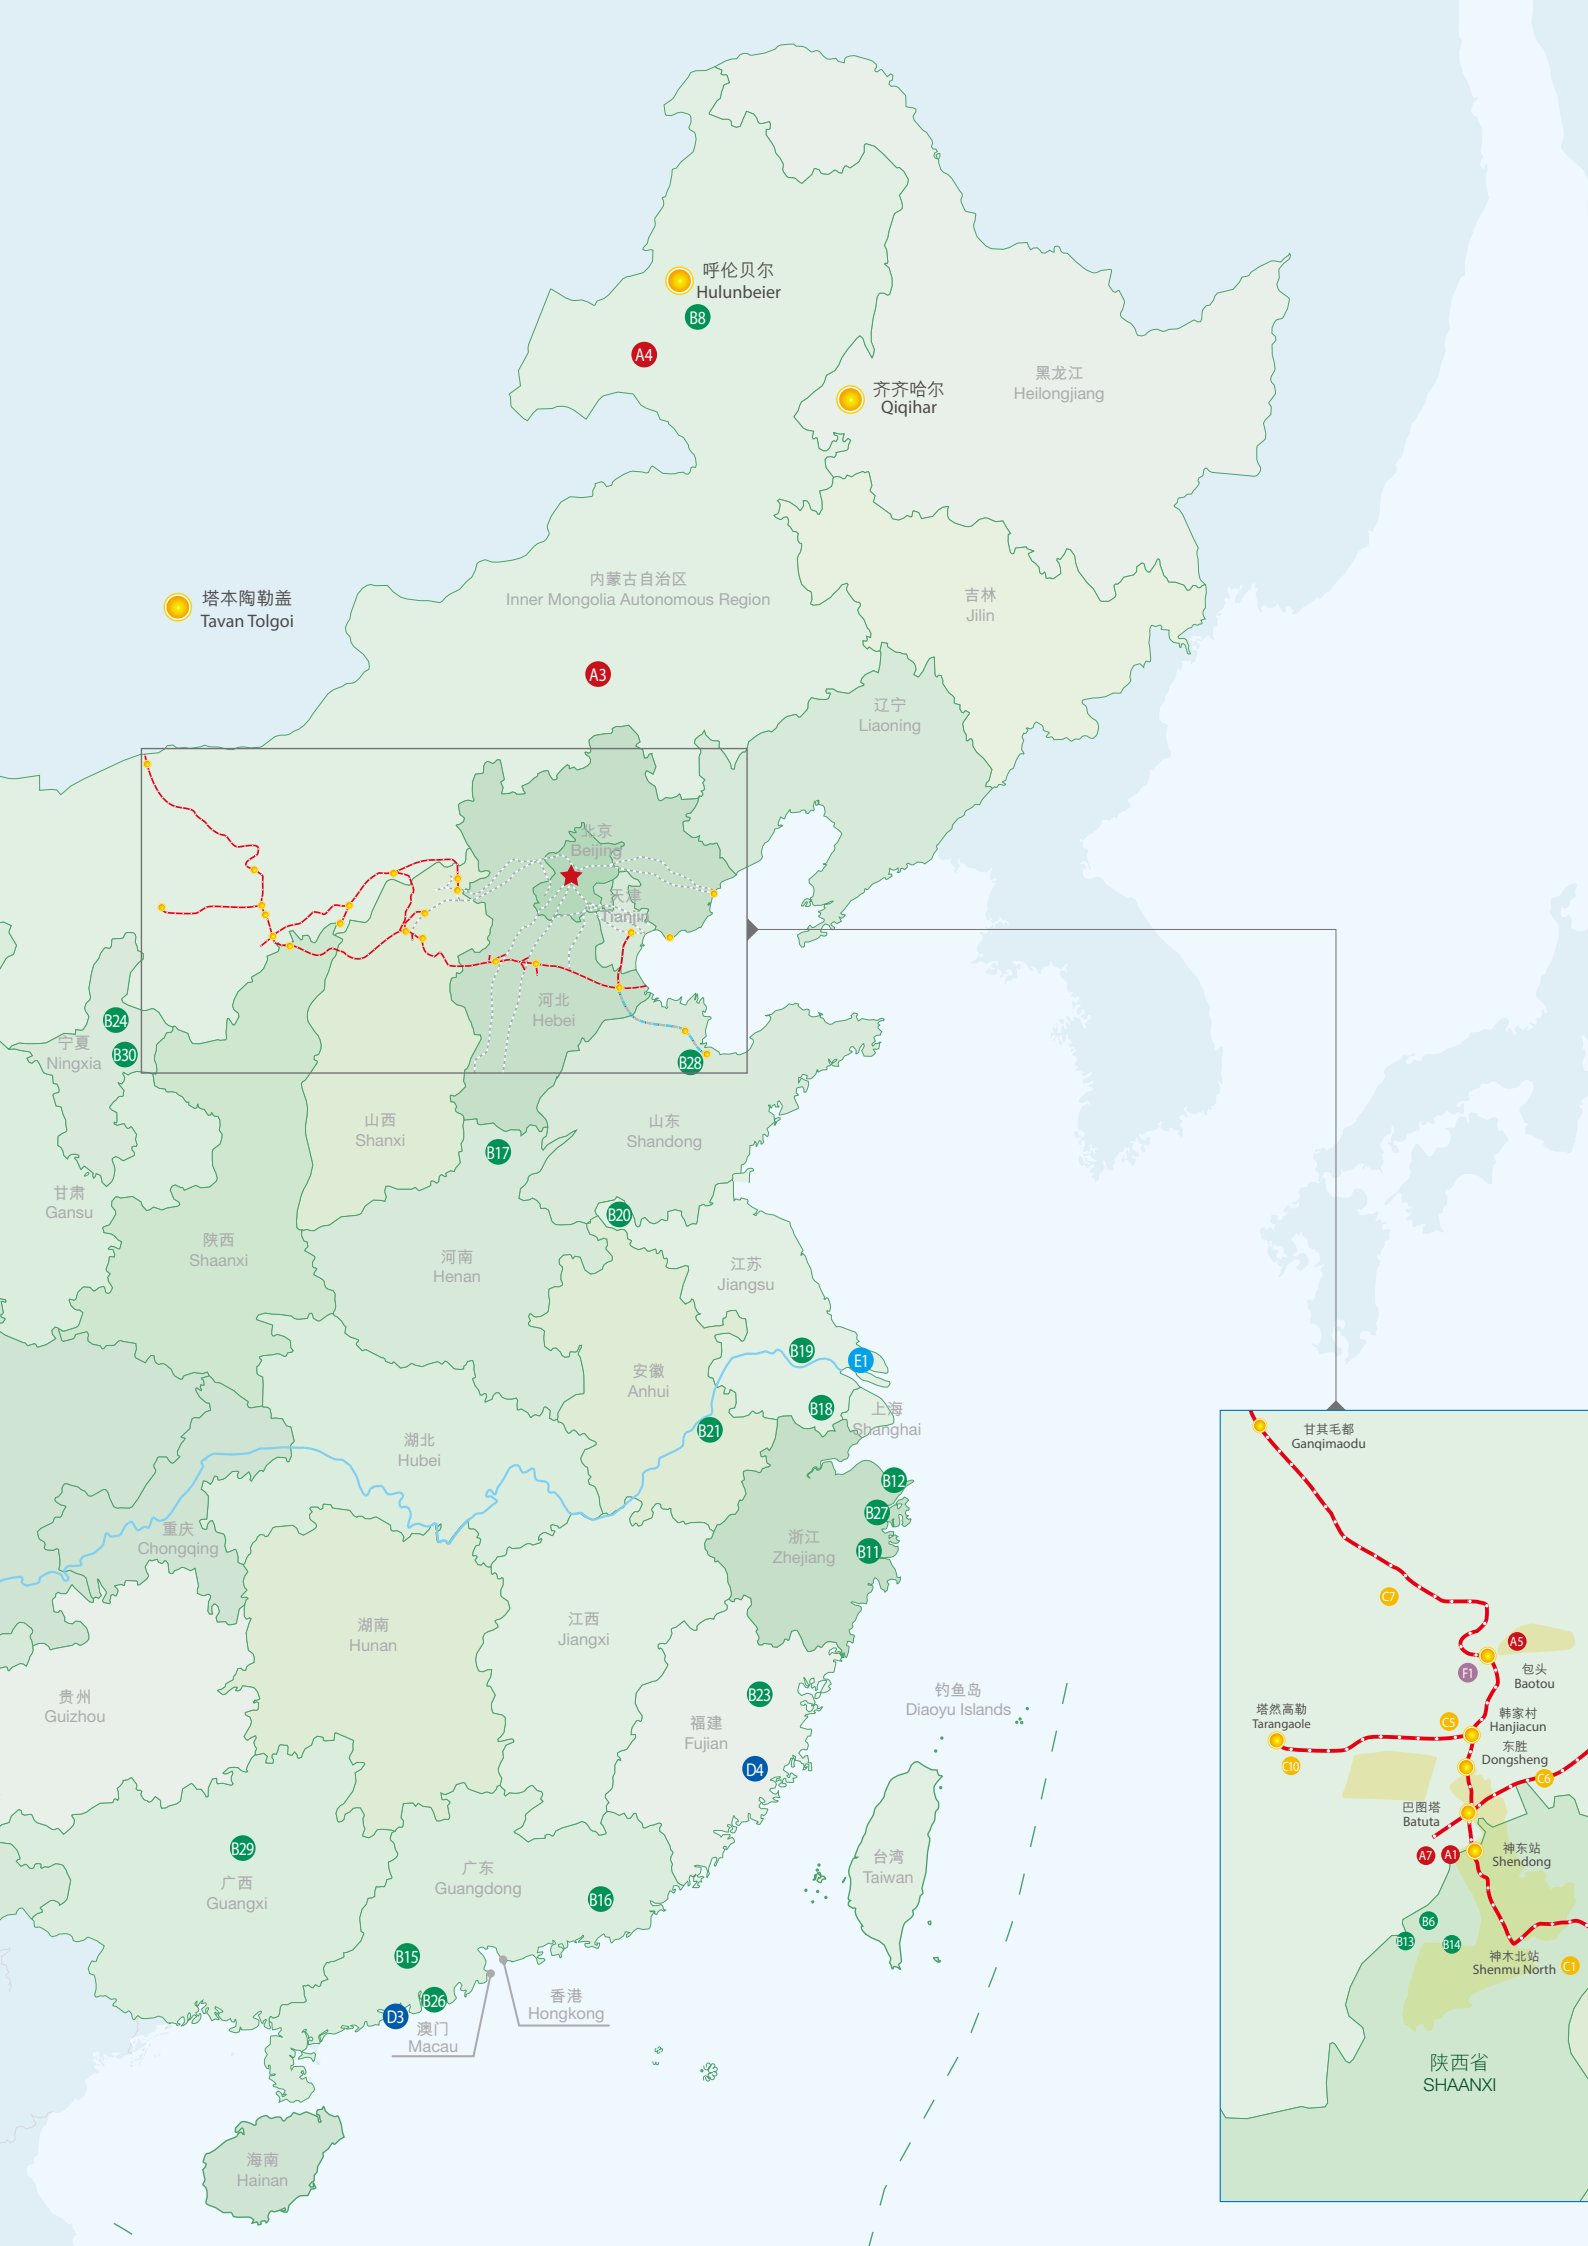 呼伦贝尔
Hulunbeier
B8
A4
齐齐哈尔
Qiqihar
黑龙江
Heilongjiang
内蒙古自治区
Inner Mongolia Autonomous Region
吉林
Jilin
塔本陶勒盖
Tavan Tolgoi
A3
辽宁
Liaoning
北京
Beijing
天津
Tianjin
河北
Hebei
B24
宁夏
Ningxia
B30
B28
山西
Shanxi
山东
Shandong
B17
甘肃
Gansu
B20
陕西
Shaanxi
河南
Henan
江苏
Jiangsu
B19
E1
安徽
Anhui
B18
上海
Shanghai
B21
湖北
Hubei
B12
B27
重庆
Chongqing
浙江
Zhejiang
B11
湖南
Hunan
江西
Jiangxi
贵州
Guizhou
B23
福建
Fujian
钓鱼岛
Diaoyu Islands
D4
B29
广西
Guangxi
广东
Guangdong
B16
台湾
Taiwan
B15
B26
D3
香港
Hongkong
澳门
Macau
海南
Hainan
甘其毛都
Ganqimaodu
C7
A5
F1
包头
Baotou
塔然高勒
Tarangaole
C5
韩家村
Hanjiacun
东胜
Dongsheng
C10
C6
巴图塔
Batuta
A7
A1
神东站
Shendong
B6
B13
B14
神木北站
Shenmu North
C1
陕西省
SHAANXI